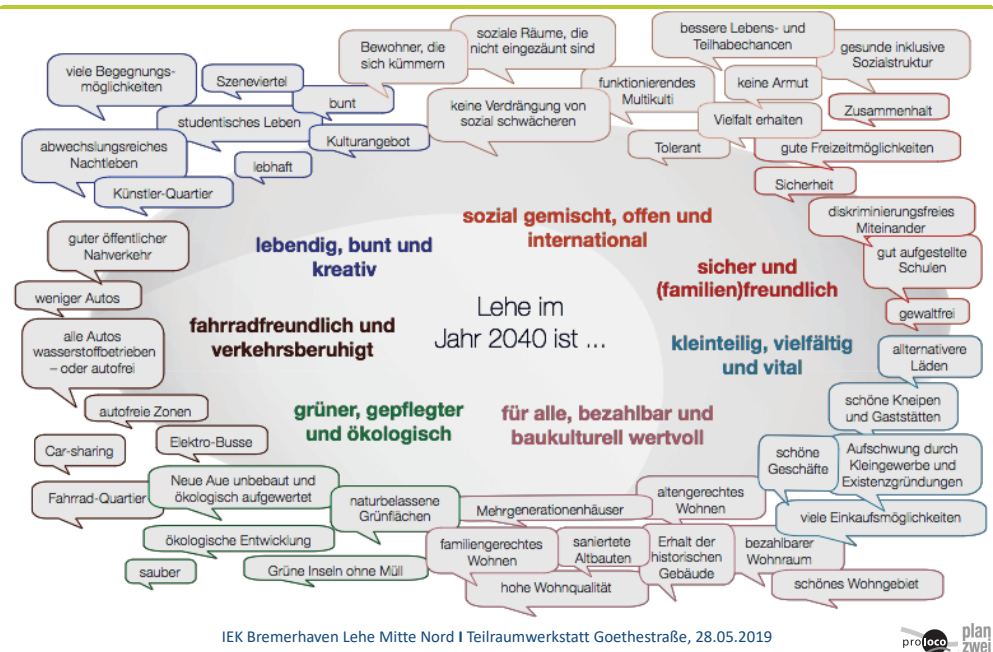 viele Begegnungs-
möglichkeiten
Szeneviertel
bunt
studentisches Leben
Kulturangebot
abwechslungsreiches
Nachtleben
lebhaft
Künstler-Quartier
Bewohner, die
sich kümmern
soziale Räume, die
nicht eingezäunt sind
keine Verdrängung von
sozial schwächeren
funktionierendes
Multikulti
bessere Lebens- und
Teilhabechancen
keine Armut
Vielfalt erhalten
Tolerant
gesunde inklusive
Sozialstruktur
Zusammenhalt
gute Freizeitmöglichkeiten
Sicherheit
diskriminierungsfreies
Miteinander
gut aufgestellte
Schulen
gewaltfrei
lebendig, bunt und
kreativ
sozial gemischt, offen und
international
sicher und
(familien)freundlich
Lehe im
Jahr 2040 ist ...
fahrradfreundlich und
verkehrsberuhigt
kleinteilig, vielfältig
und vital
grüner, gepflegter
und ökologisch
für alle, bezahlbar und
baukulturell wertvoll
guter öffentlicher
Nahverkehr
weniger Autos
alle Autos
wasserstoffbetrieben
– oder autofrei
autofreie Zonen
Car-sharing
Elektro-Busse
Fahrrad-Quartier
allternativere
Läden
schöne Kneipen
und Gaststätten
schöne
Geschäfte
Aufschwung durch
Kleingewerbe und
Existenzgründungen
viele Einkaufsmöglichkeiten
Neue Aue unbebaut und
ökologisch aufgewertet
naturbelassene
Grünflächen
ökologische Entwicklung
sauber
Grüne Inseln ohne Müll
Mehrgenerationenhäuser
altengerechtes
Wohnen
familiengerechtes
Wohnen
sanierte te
Altbauten
Erhalt der
historischen
Gebäude
bezahlbarer
Wohnraum
hohe Wohnqualität
schönes Wohngebiet
IEK Bremerhaven Lehe Mitte Nord I Teilraumwerkstatt Goethestraße, 28.05.2019
proloco
plan
zwei